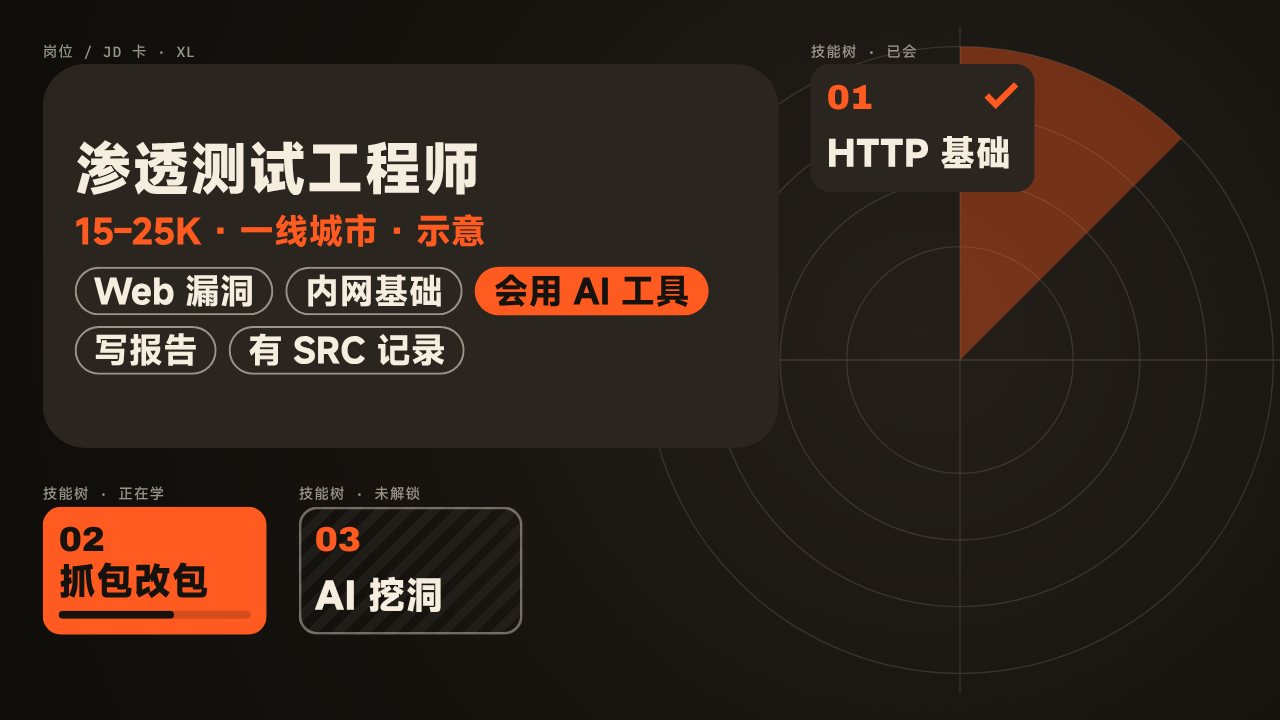 岗位 / JD 卡 · XL
渗透测试工程师
15–25K · 一线城市 · 示意
Web 漏洞
内网基础
会用 AI 工具
写报告
有 SRC 记录
技能树 · 已会
01
HTTP 基础
技能树 · 正在学
02
抓包改包
技能树 · 未解锁
03
AI 挖洞